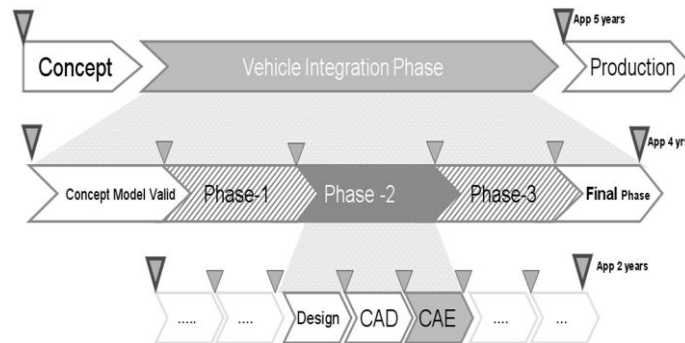 App 5 years
Concept
Vehicle Integration Phase
Production
App 4 yrs
Concept Model Valid
Phase-1
Phase -2
Phase-3
Final Phase
App 2 years
.....
....
Design
CAD
CAE
....
...